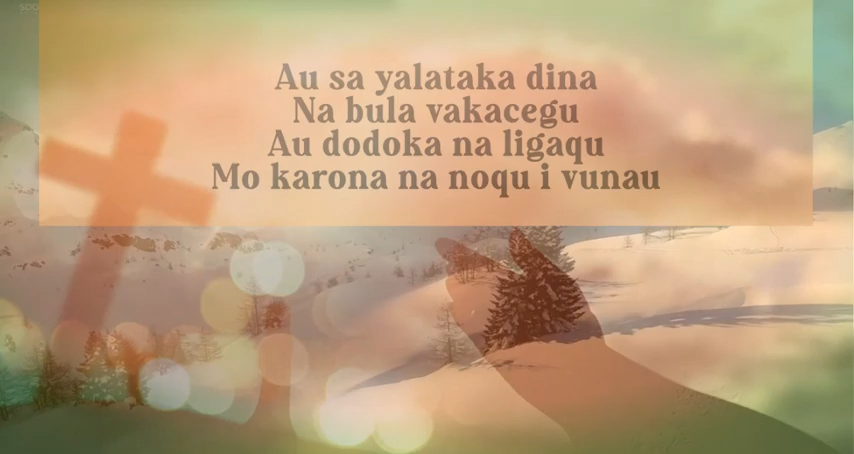 Au sa yalataka dina
Na bula vakacegu
Au dodoka na ligaqu
Mo karona na noqu i vunau